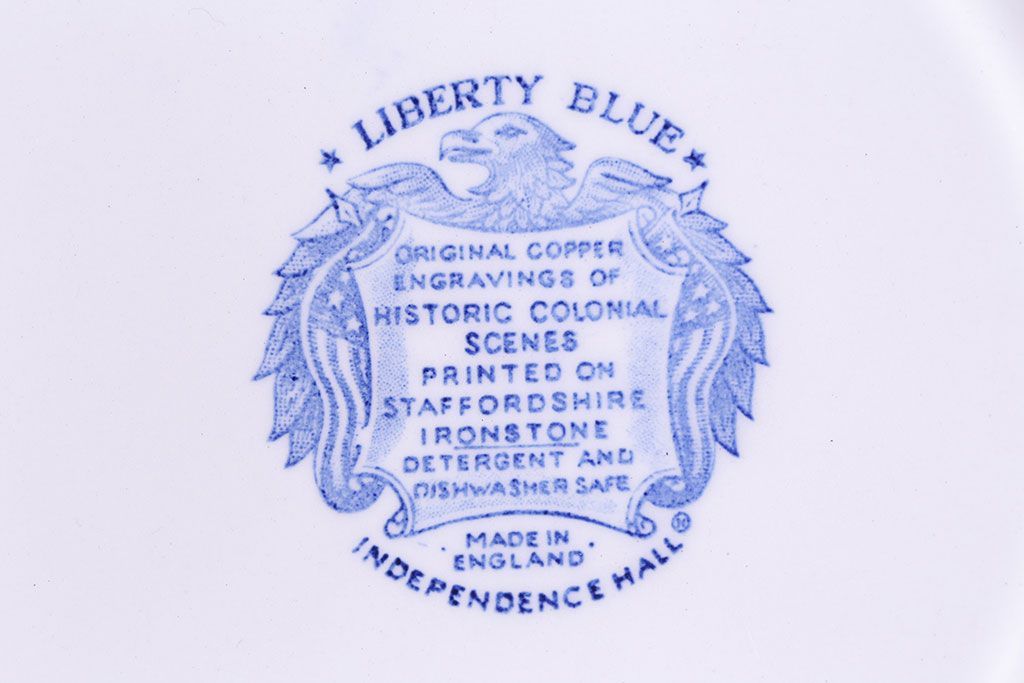 ★ LIBERTY BLUE ★
ORIGINAL COPPER
ENGRAVINGS OF
HISTORIC COLONIAL
SCENES
PRINTED ON
STAFFORDSHIRE
IRONSTONE
DETERGENT AND
DISHWASHER SAFE
· MADE IN ·
ENGLAND
INDEPENDENCE HALL®